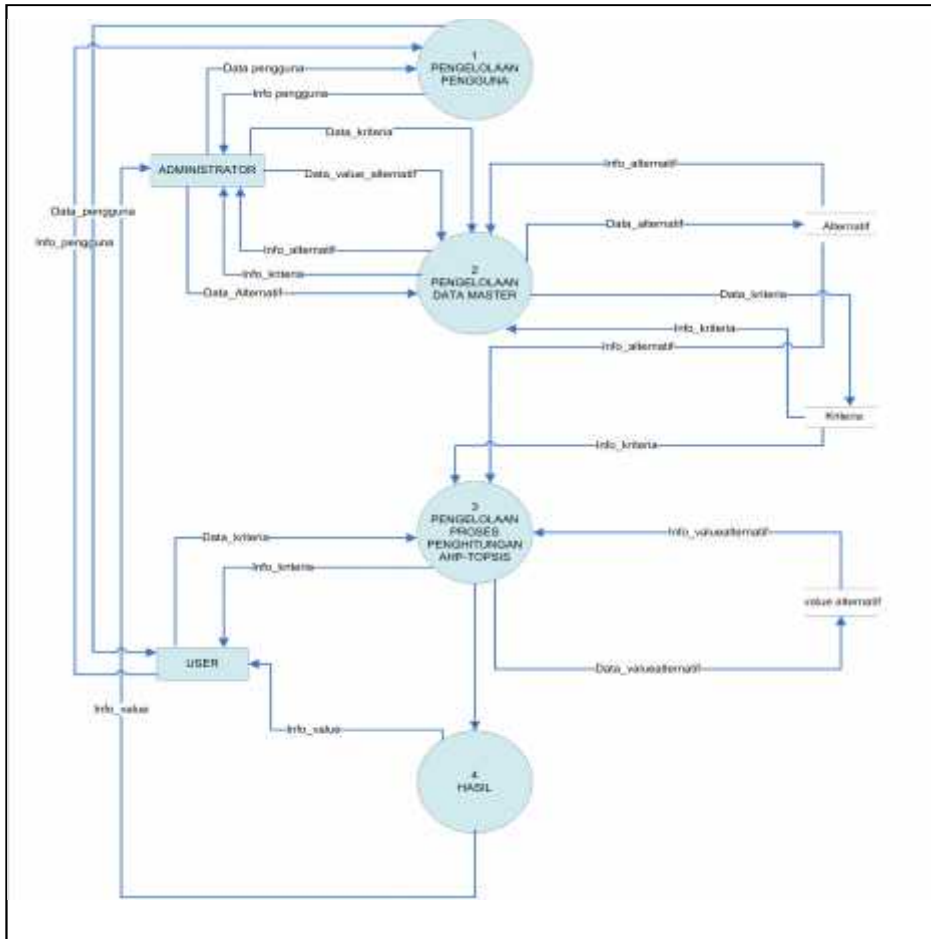 1
PENGELOLAAN
PENGGUNA
Data pengguna
Info pengguna
Data_kriteria
ADMINISTRATOR
Data_value_alternatif
Info_alternatif
Data_pengguna
Info_pengguna
Data_alternatif
Alternatif
Info_alternatif
Info_kriteria
Data_Alternatif
2
PENGELOLAAN
DATA MASTER
Data_kriteria
Info_kriteria
Info_alternatif
Kriteria
Info_kriteria
3
PENGELOLAAN
PROSES
PENGHITUNGAN
AHP-TOPSIS
Data_kriteria
Info_kriteria
Info_valuealternatif
value alternatif
USER
Data_valuealternatif
Info_value
Info_value
4
HASIL